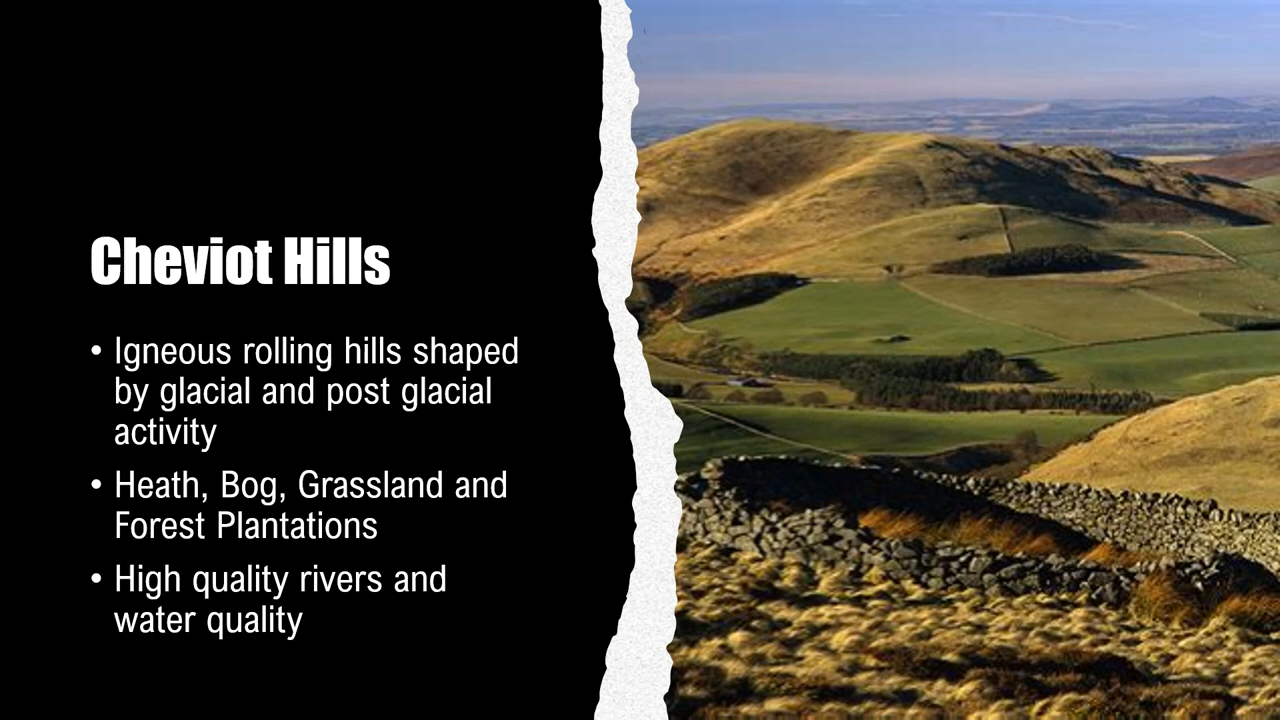 Cheviot Hills
• Igneous rolling hills shaped
by glacial and post glacial
activity
• Heath, Bog, Grassland and
Forest Plantations
• High quality rivers and
water quality